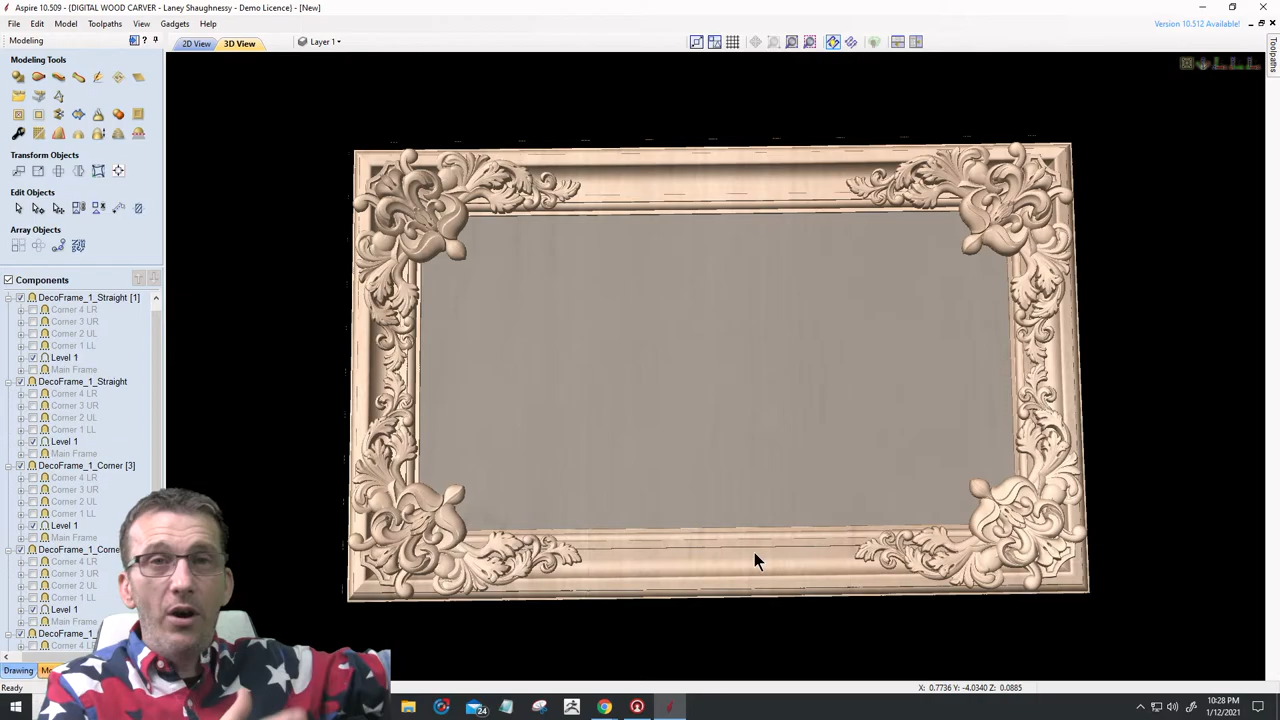 Aspire 10.509 - (DIGITAL WOOD CARVER - Laney Shaughnessy - Demo Licence) - [New]
File Edit Model Toolpaths View Gadgets Help
Version 10.512 Available!
Modeling
2D View 3D View Layer 1
Toolpaths
Modeling Tools
Transform Objects
Edit Objects
Array Objects
Components
DecoFrame_1_Straight [1]
Corner 4 LR
Corner 3 UR
Corner 2 UL
Corner 1 LL
Level 1
Main Frame
DecoFrame_1_Straight
Corner 4 LR
Corner 3 UR
Corner 2 UL
Corner 1 LL
Level 1
Main Frame
DecoFrame_1_Corner [3]
Corner 4 LR
Corner 3 UR
Corner 2 UL
Corner 1 LL
Level 1
Main Frame
DecoFrame_1_Corne
Corner 4 LR
Corner 3 UR
Corner 2 UL
Corner 1 LL
Level 1
Main Frame
DecoFrame_1_
Corner 4 LR
Drawing
Ready
X: 0.7736 Y: -4.0340 Z: 0.0885
24
10:28 PM
1/12/2021